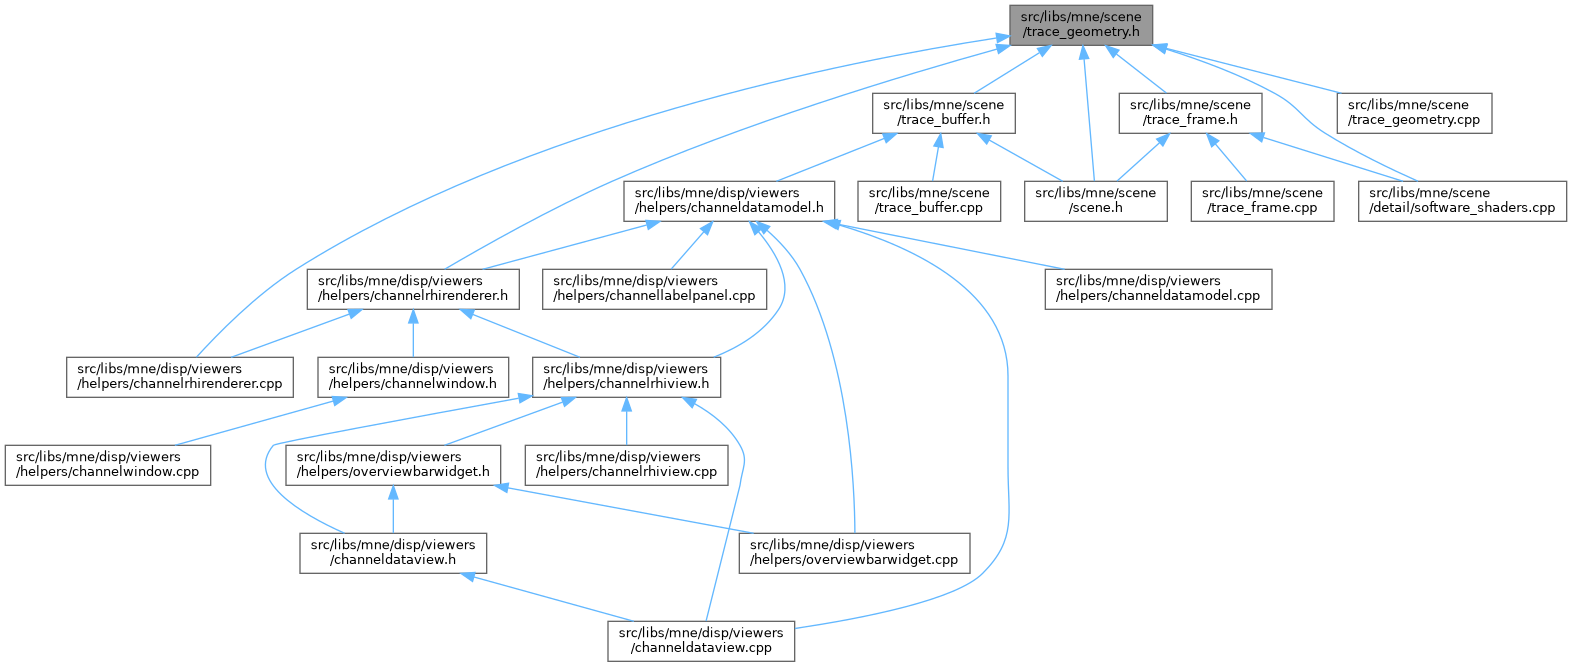 src/libs/mne/scene
/trace_geometry.h
src/libs/mne/scene
/trace_buffer.h
src/libs/mne/scene
/trace_frame.h
src/libs/mne/scene
/trace_geometry.cpp
src/libs/mne/disp/viewers
/helpers/channeldatamodel.h
src/libs/mne/scene
/trace_buffer.cpp
src/libs/mne/scene
/scene.h
src/libs/mne/scene
/trace_frame.cpp
src/libs/mne/scene
/detail/software_shaders.cpp
src/libs/mne/disp/viewers
/helpers/channelrhirenderer.h
src/libs/mne/disp/viewers
/helpers/channellabelpanel.cpp
src/libs/mne/disp/viewers
/helpers/channeldatamodel.cpp
src/libs/mne/disp/viewers
/helpers/channelrhirenderer.cpp
src/libs/mne/disp/viewers
/helpers/channelwindow.h
src/libs/mne/disp/viewers
/helpers/channelrhiview.h
src/libs/mne/disp/viewers
/helpers/channelwindow.cpp
src/libs/mne/disp/viewers
/helpers/overviewbarwidget.h
src/libs/mne/disp/viewers
/helpers/channelrhiview.cpp
src/libs/mne/disp/viewers
/channeldataview.h
src/libs/mne/disp/viewers
/helpers/overviewbarwidget.cpp
src/libs/mne/disp/viewers
/channeldataview.cpp